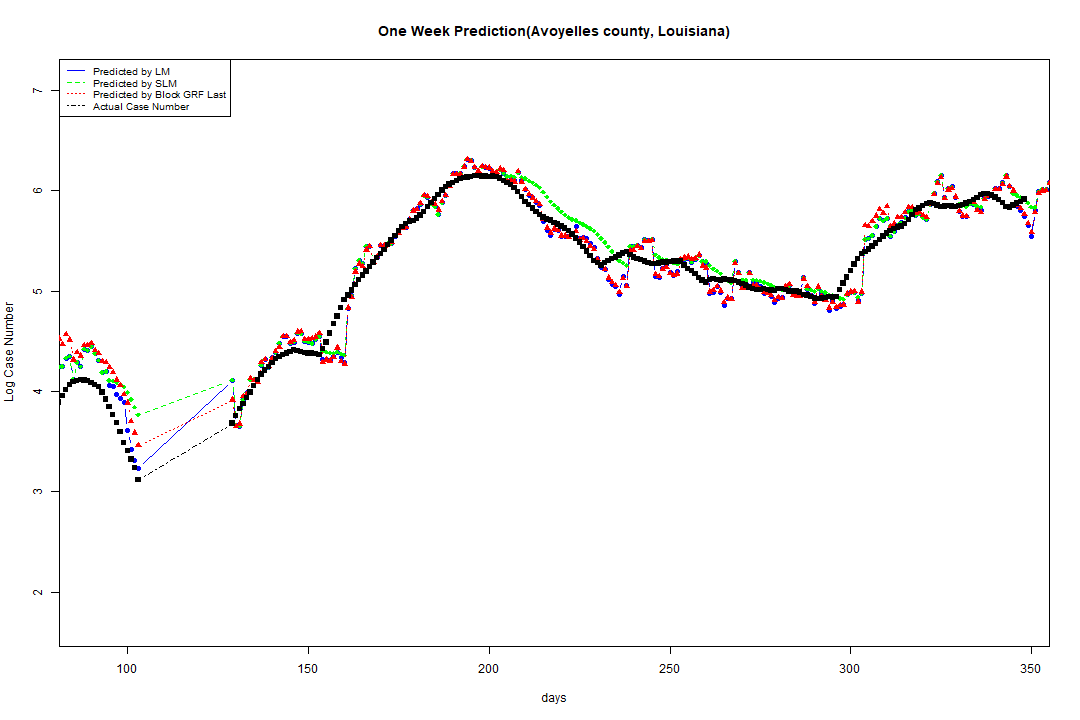 One Week Prediction(Avoyelles county, Louisiana)
Predicted by LM
Predicted by SLM
Predicted by Block GRF Last
Actual Case Number
7
6
5
4
3
2
Log Case Number
100 150 200 250 300 350
days